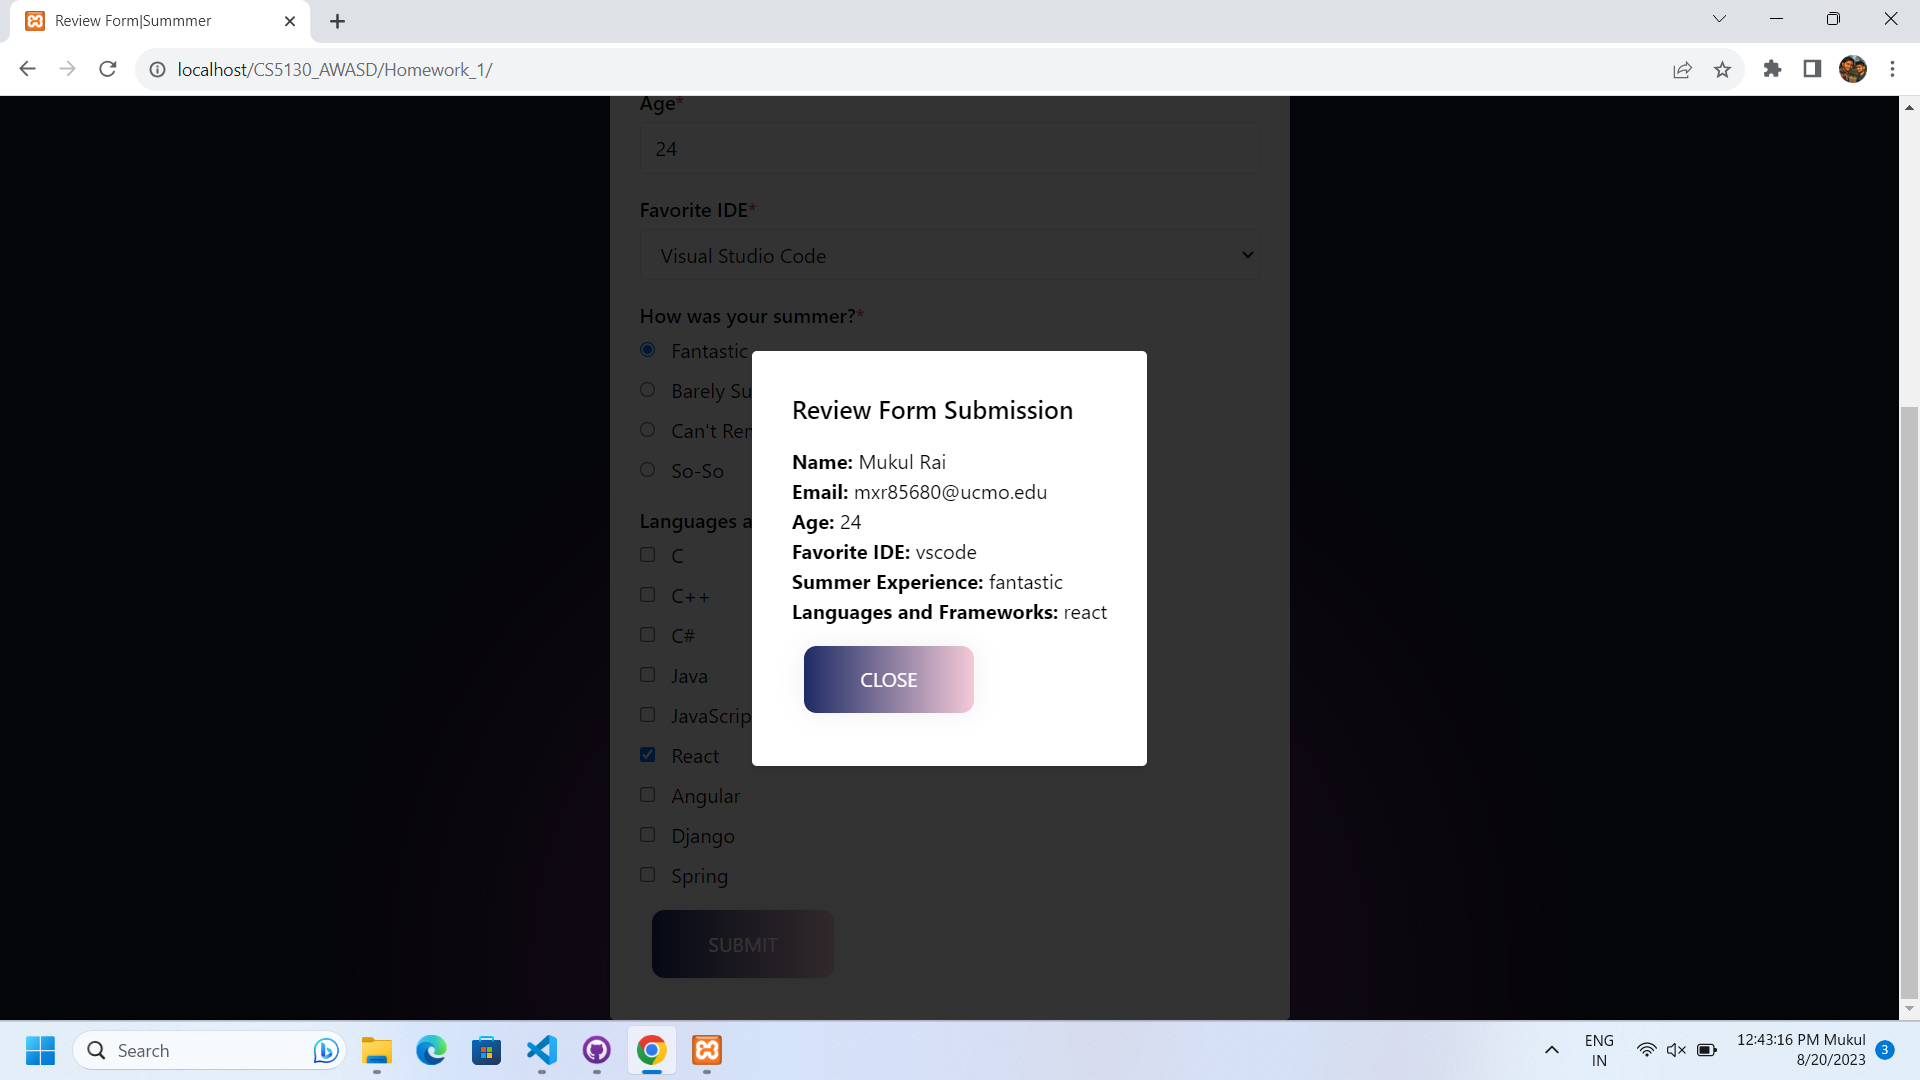 Review Form|Summmer
localhost/CS5130_AWASD/Homework_1/
Age*
24
Favorite IDE*
Visual Studio Code
How was your summer?*
Fantastic
Barely Su
Can't Rer
So-So
Languages a
C
C++
C#
Java
JavaScrip
React
Angular
Django
Spring
SUBMIT
Review Form Submission
Name: Mukul Rai
Email: mxr85680@ucmo.edu
Age: 24
Favorite IDE: vscode
Summer Experience: fantastic
Languages and Frameworks: react
CLOSE
Search
ENG
IN
12:43:16 PM Mukul
8/20/2023
3